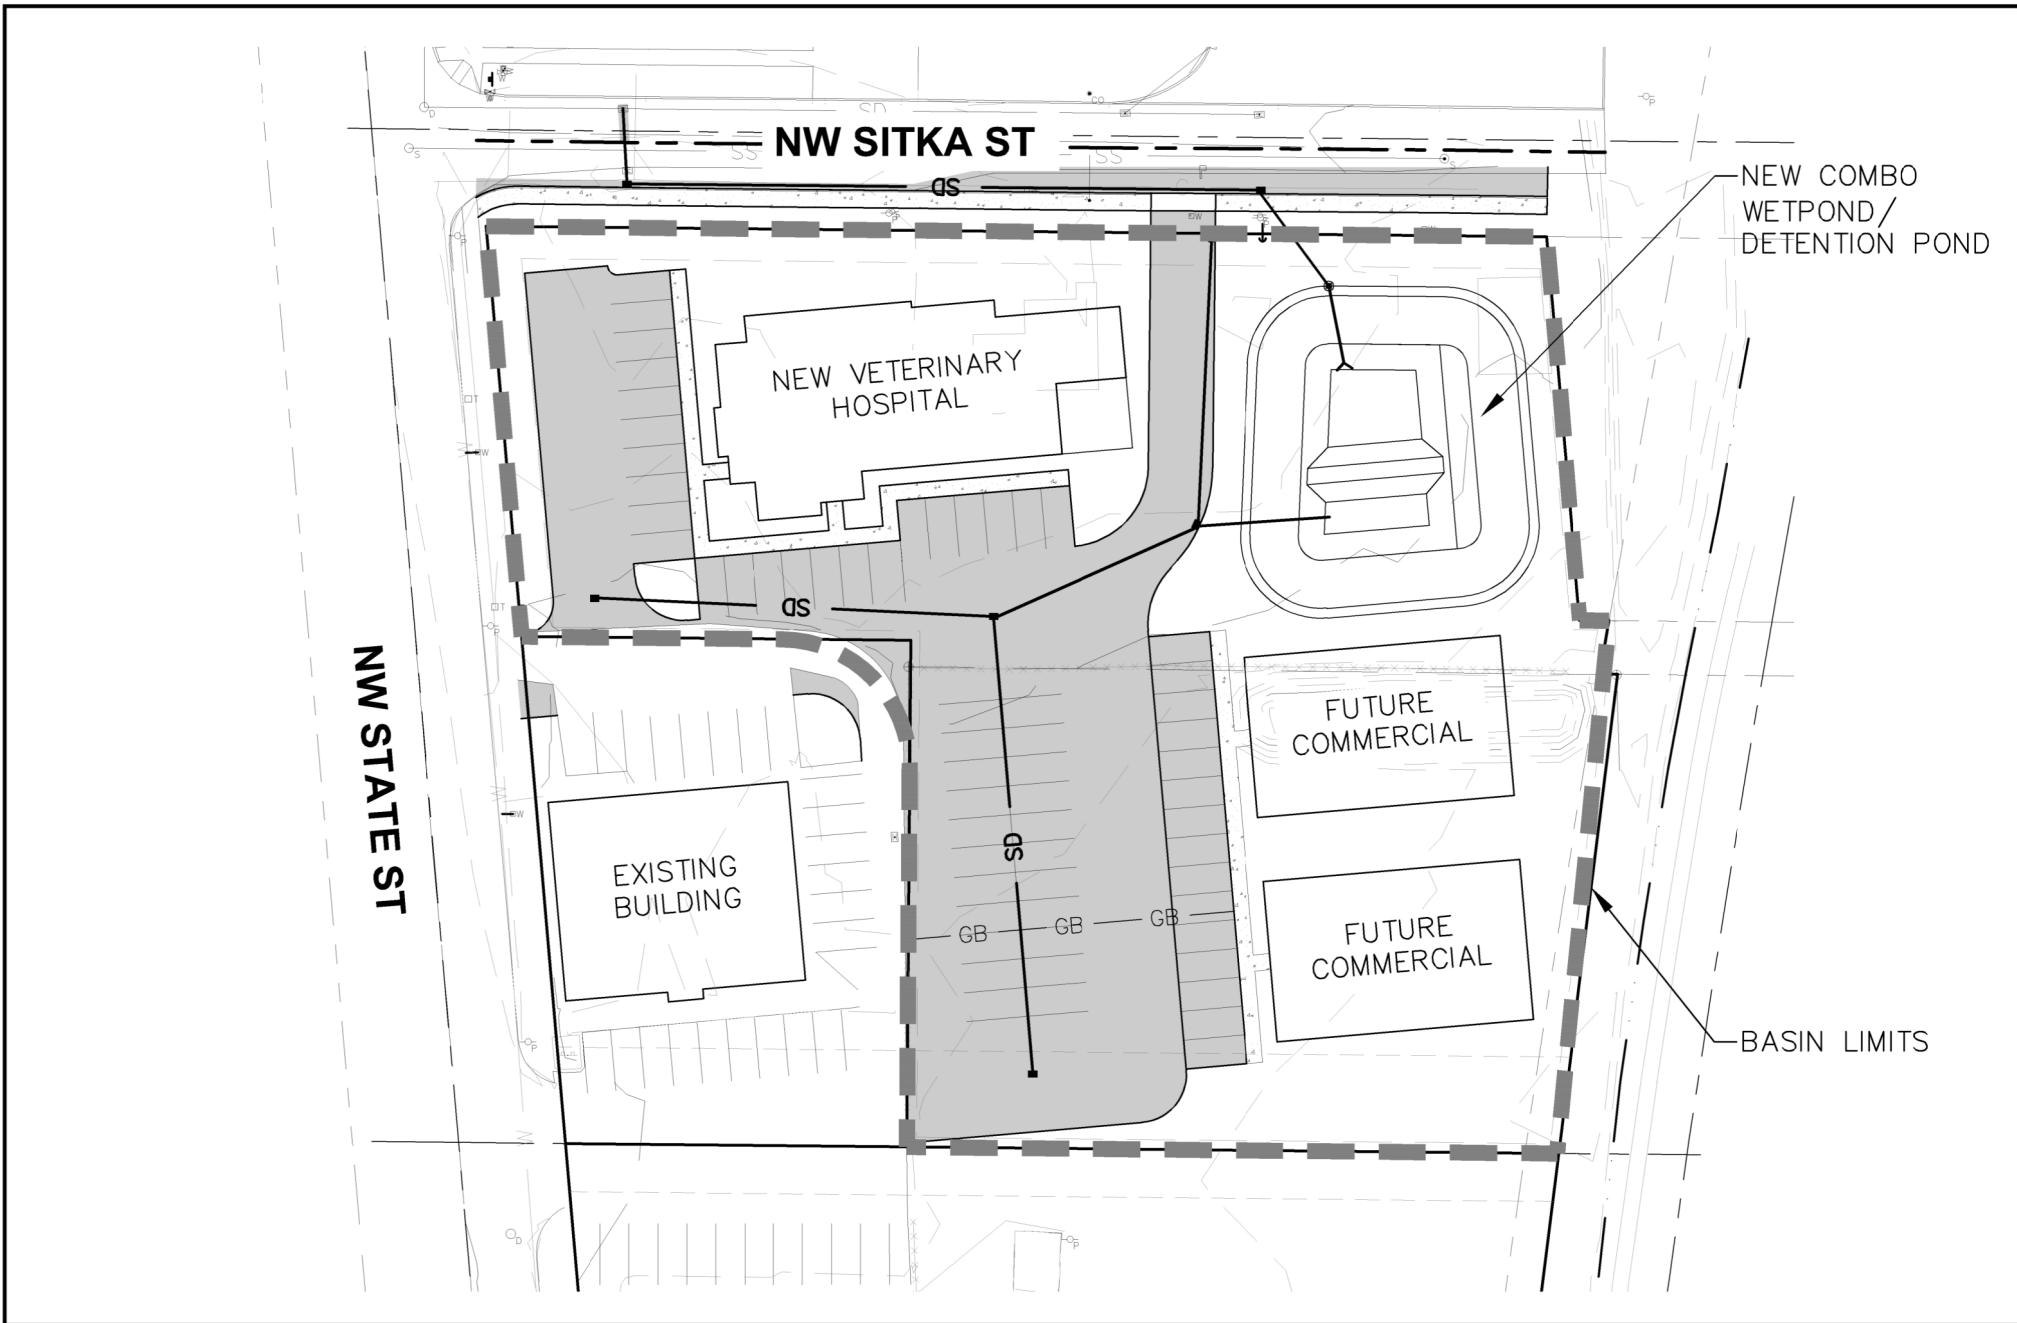 SD
NW SITKA ST
SS
SS
SD
NEW COMBO
WETPOND/
DETENTION POND
NEW VETERINARY
HOSPITAL
SD
NW STATE ST
FUTURE
COMMERCIAL
EXISTING
BUILDING
SD
GB
GB
GB
FUTURE
COMMERCIAL
BASIN LIMITS